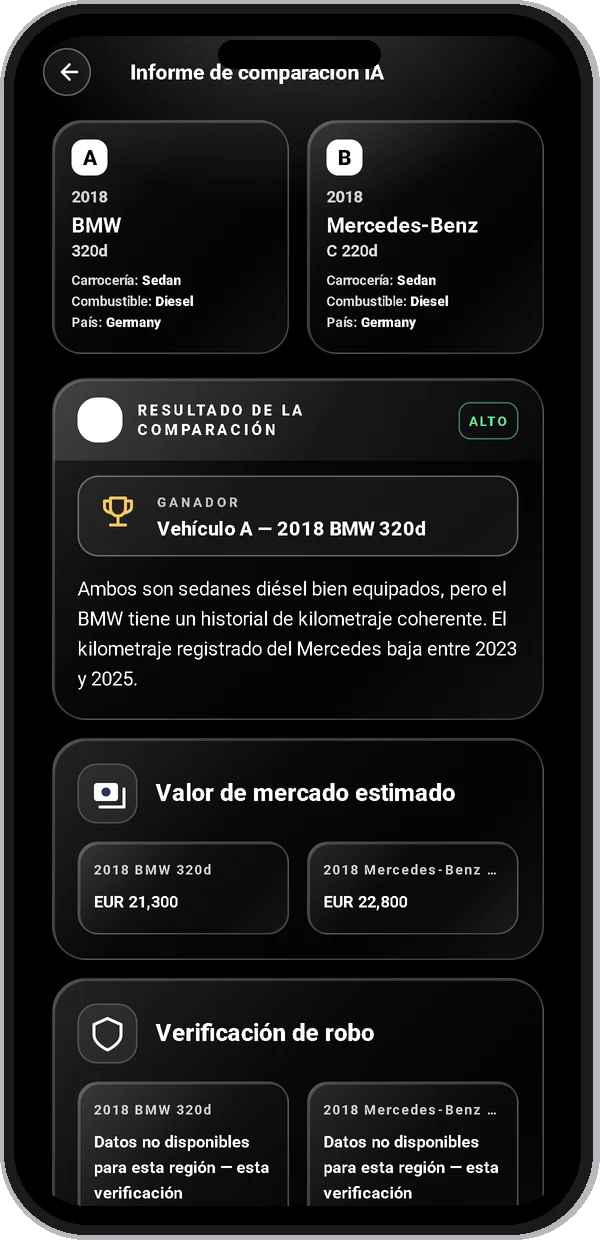 Informe de comparación IA
A
2018
BMW
320d
Carrocería: Sedan
Combustible: Diesel
País: Germany
B
2018
Mercedes-Benz
C 220d
Carrocería: Sedan
Combustible: Diesel
País: Germany
RESULTADO DE LA
COMPARACIÓN
ALTO
GANADOR
Vehículo A — 2018 BMW 320d
Ambos son sedanes diésel bien equipados, pero el
BMW tiene un historial de kilometraje coherente. El
kilometraje registrado del Mercedes baja entre 2023
y 2025.
Valor de mercado estimado
2018 BMW 320d
EUR 21,300
2018 Mercedes-Benz ...
EUR 22,800
Verificación de robo
2018 BMW 320d
Datos no disponibles
para esta región — esta
verificación
2018 Mercedes-Benz ...
Datos no disponibles
para esta región — esta
verificación